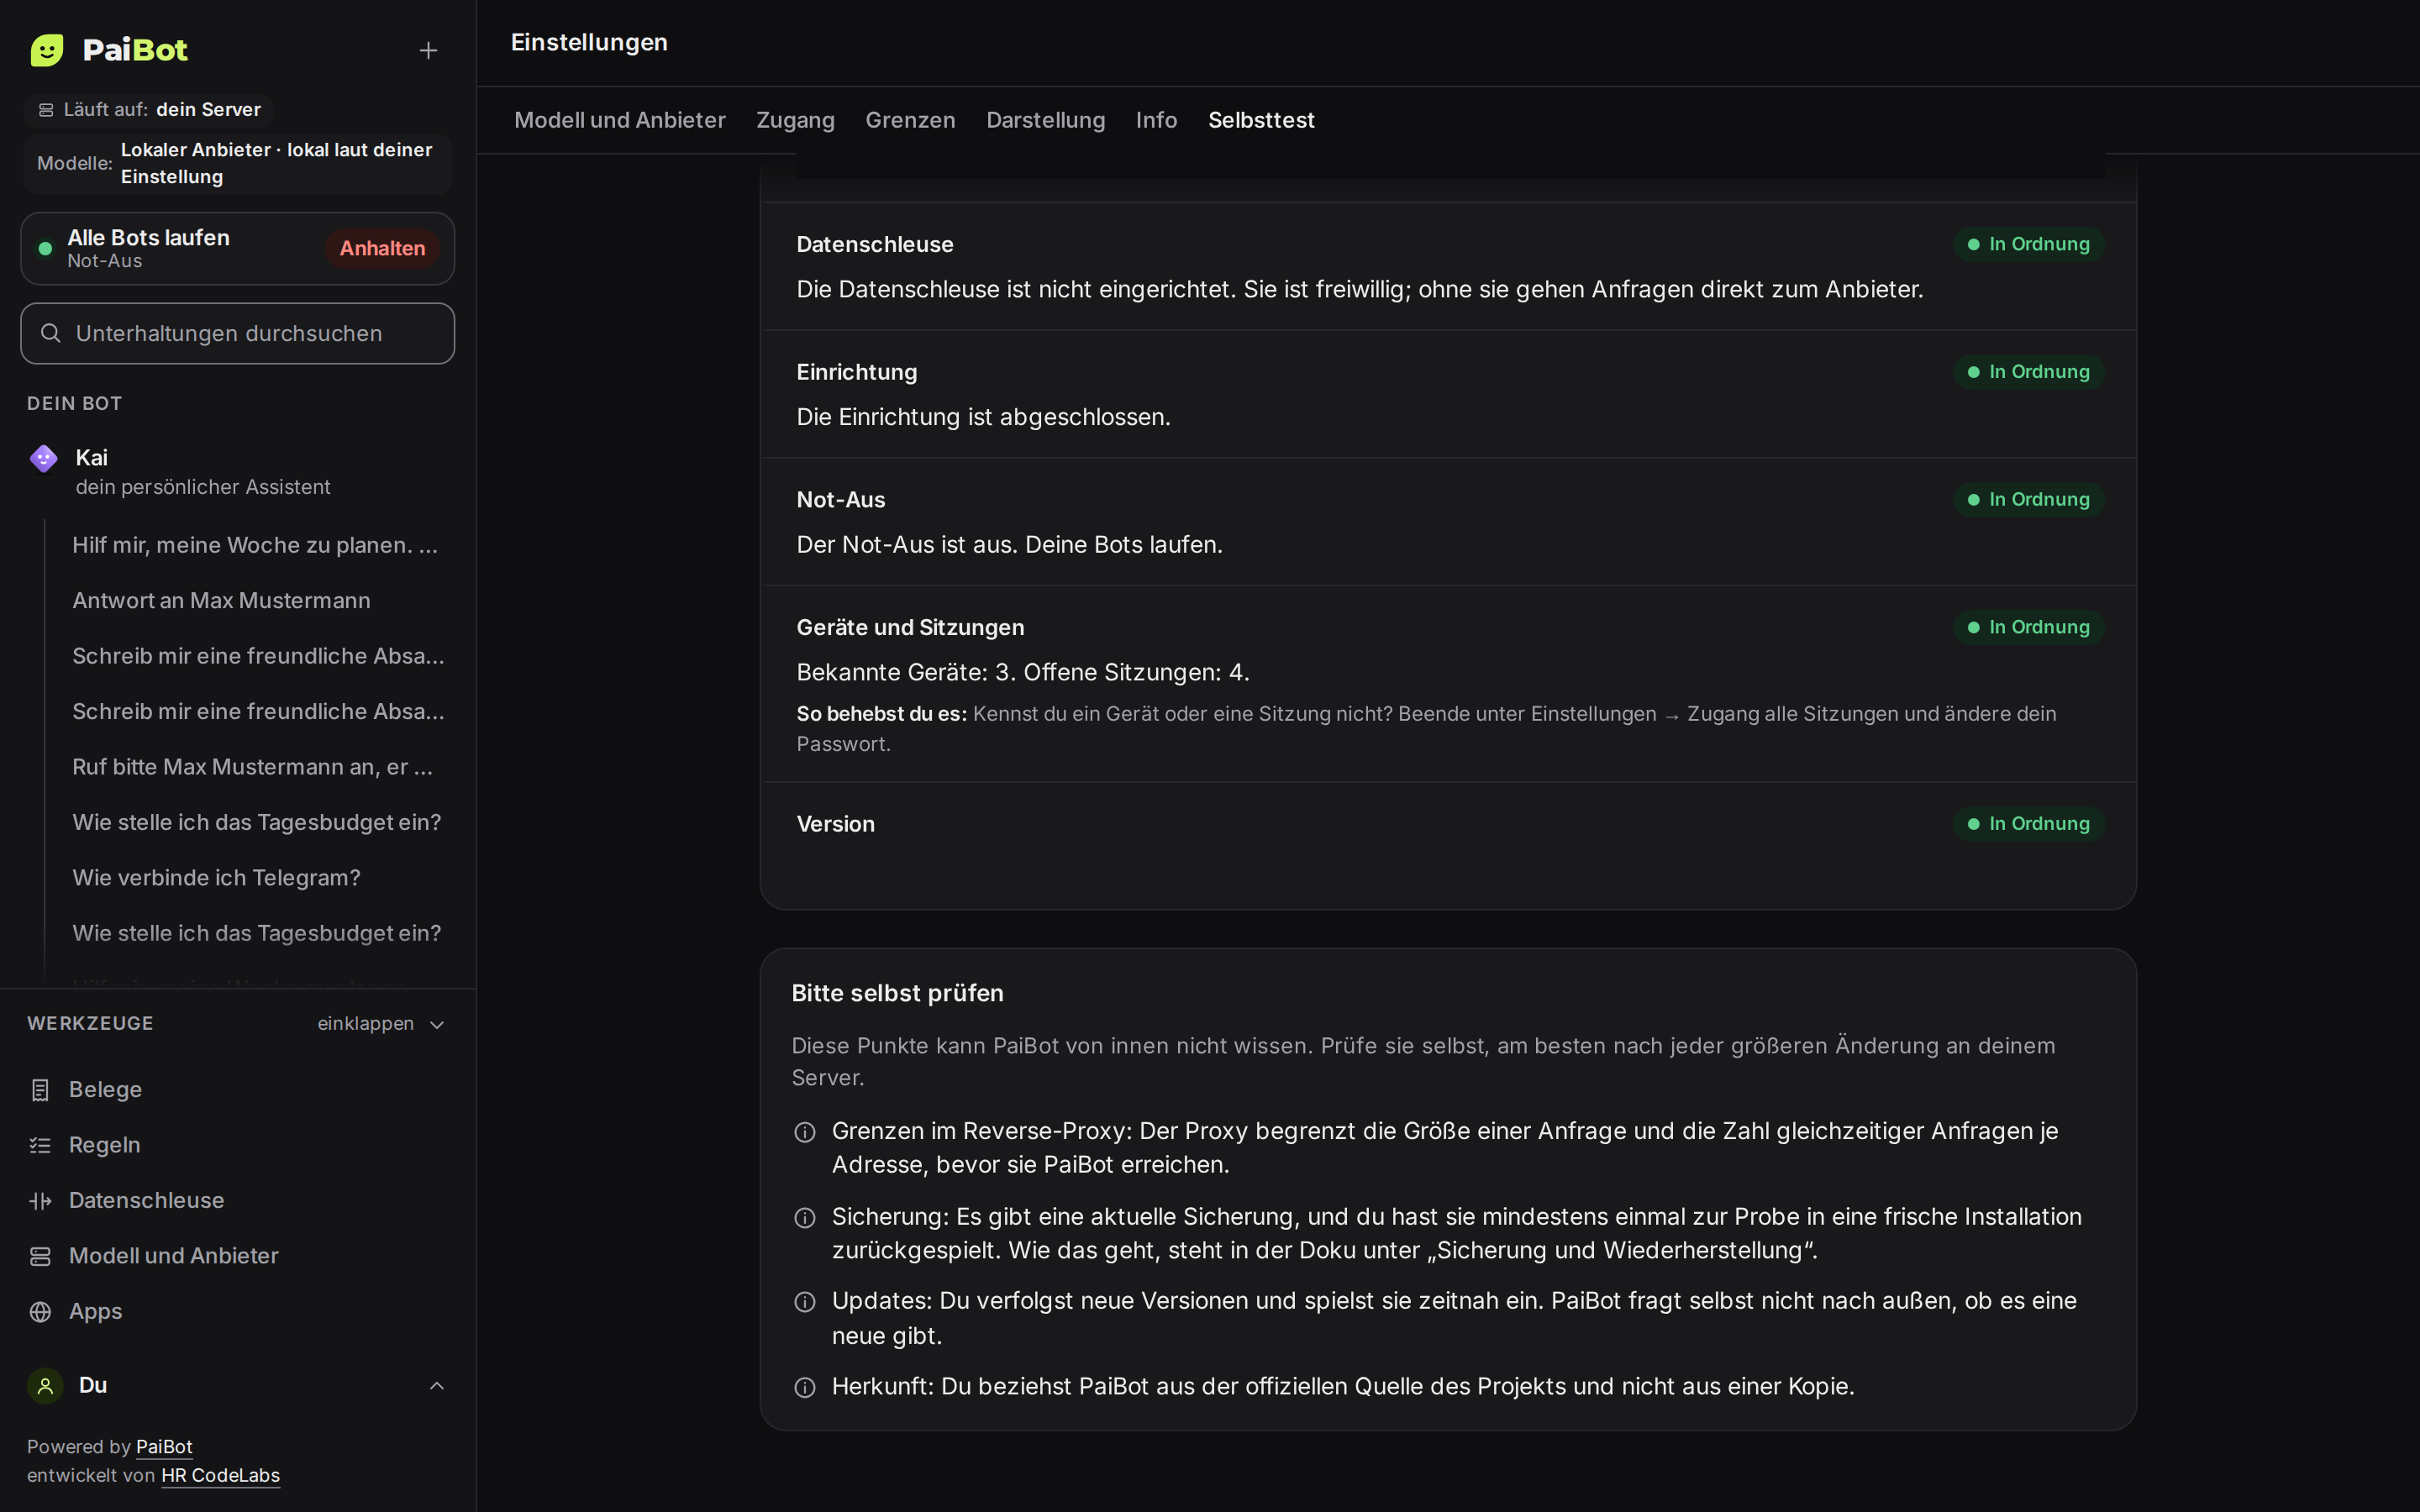 PaiBot
Läuft auf: dein Server
Modelle: Lokaler Anbieter · lokal laut deiner
Einstellung
Alle Bots laufen
Not-Aus
Anhalten
Unterhaltungen durchsuchen
DEIN BOT
Kai
dein persönlicher Assistent
Hilf mir, meine Woche zu planen. ...
Antwort an Max Mustermann
Schreib mir eine freundliche Absa...
Schreib mir eine freundliche Absa...
Ruf bitte Max Mustermann an, er ...
Wie stelle ich das Tagesbudget ein?
Wie verbinde ich Telegram?
Wie stelle ich das Tagesbudget ein?
WERKZEUGE
einklappen
Belege
Regeln
Datenschleuse
Modell und Anbieter
Apps
Du
Powered by PaiBot
entwickelt von HR CodeLabs
Einstellungen
Modell und Anbieter Zugang Grenzen Darstellung Info Selbsttest
Datenschleuse
In Ordnung
Die Datenschleuse ist nicht eingerichtet. Sie ist freiwillig; ohne sie gehen Anfragen direkt zum Anbieter.
Einrichtung
In Ordnung
Die Einrichtung ist abgeschlossen.
Not-Aus
In Ordnung
Der Not-Aus ist aus. Deine Bots laufen.
Geräte und Sitzungen
In Ordnung
Bekannte Geräte: 3. Offene Sitzungen: 4.
So behebst du es: Kennst du ein Gerät oder eine Sitzung nicht? Beende unter Einstellungen → Zugang alle Sitzungen und ändere dein
Passwort.
Version
In Ordnung
Bitte selbst prüfen
Diese Punkte kann PaiBot von innen nicht wissen. Prüfe sie selbst, am besten nach jeder größeren Änderung an deinem
Server.
Grenzen im Reverse-Proxy: Der Proxy begrenzt die Größe einer Anfrage und die Zahl gleichzeitiger Anfragen je
Adresse, bevor sie PaiBot erreichen.
Sicherung: Es gibt eine aktuelle Sicherung, und du hast sie mindestens einmal zur Probe in eine frische Installation
zurückgespielt. Wie das geht, steht in der Doku unter „Sicherung und Wiederherstellung“.
Updates: Du verfolgst neue Versionen und spielst sie zeitnah ein. PaiBot fragt selbst nicht nach außen, ob es eine
neue gibt.
Herkunft: Du beziehst PaiBot aus der offiziellen Quelle des Projekts und nicht aus einer Kopie.